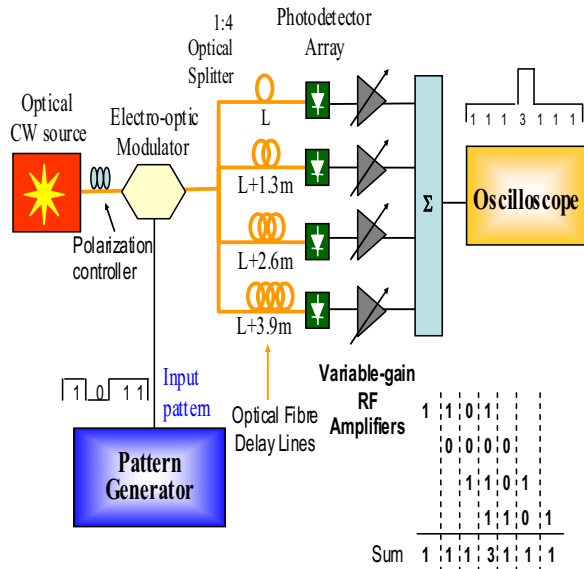 1:4
Optical
Splitter
Photodetector
Array
Optical
CW source
Electro-optic
Modulator
L
L+1.3m
L+2.6m
L+3.9m
Polarization
controller
Σ
1 1 1 3 1 1 1
Oscilloscope
1 0 1 1
Input
pattern
Pattern
Generator
Optical Fibre
Delay Lines
Variable-gain
RF
Amplifiers
1 1 0 1
0 0 0 0
1 1 0 1
1 1 0 1
Sum 1 1 1 3 1 1 1